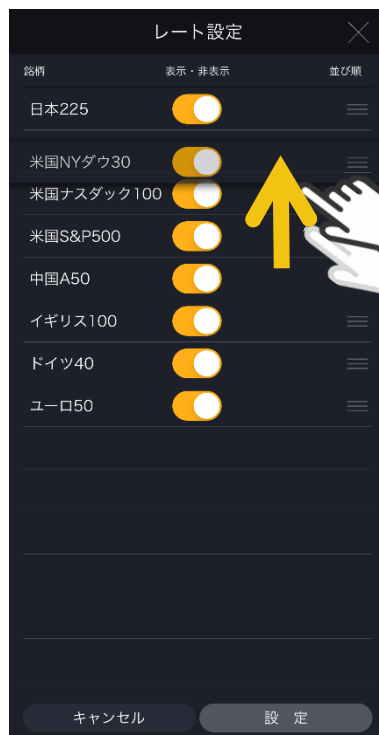 レート設定
銘柄 表示・非表示 並び順
日本225
米国NYダウ30
米国ナスダック100
米国S&P500
中国A50
イギリス100
ドイツ40
ユーロ50
キャンセル 設 定